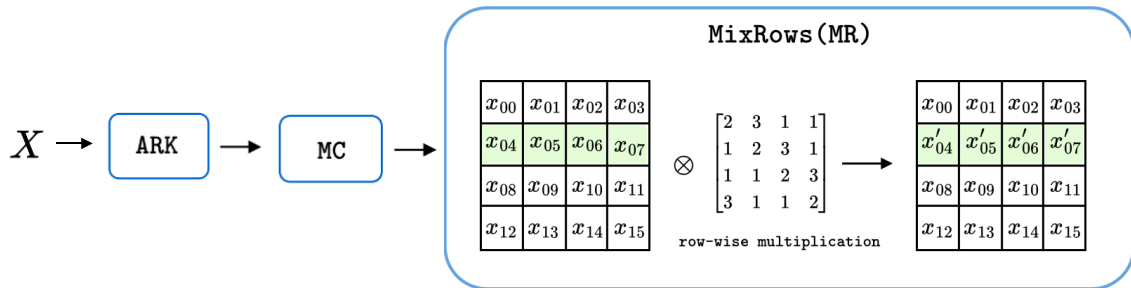 MixRows(MR)
X → ARK → MC →
x₀₀ x₀₁ x₀₂ x₀₃
x₀₄ x₀₅ x₀₆ x₀₇
x₀₈ x₀₉ x₁₀ x₁₁
x₁₂ x₁₃ x₁₄ x₁₅
⊗
2 3 1 1
1 2 3 1
1 1 2 3
3 1 1 2
row-wise multiplication
→
x₀₀ x₀₁ x₀₂ x₀₃
x′₀₄ x′₀₅ x′₀₆ x′₀₇
x₀₈ x₀₉ x₁₀ x₁₁
x₁₂ x₁₃ x₁₄ x₁₅